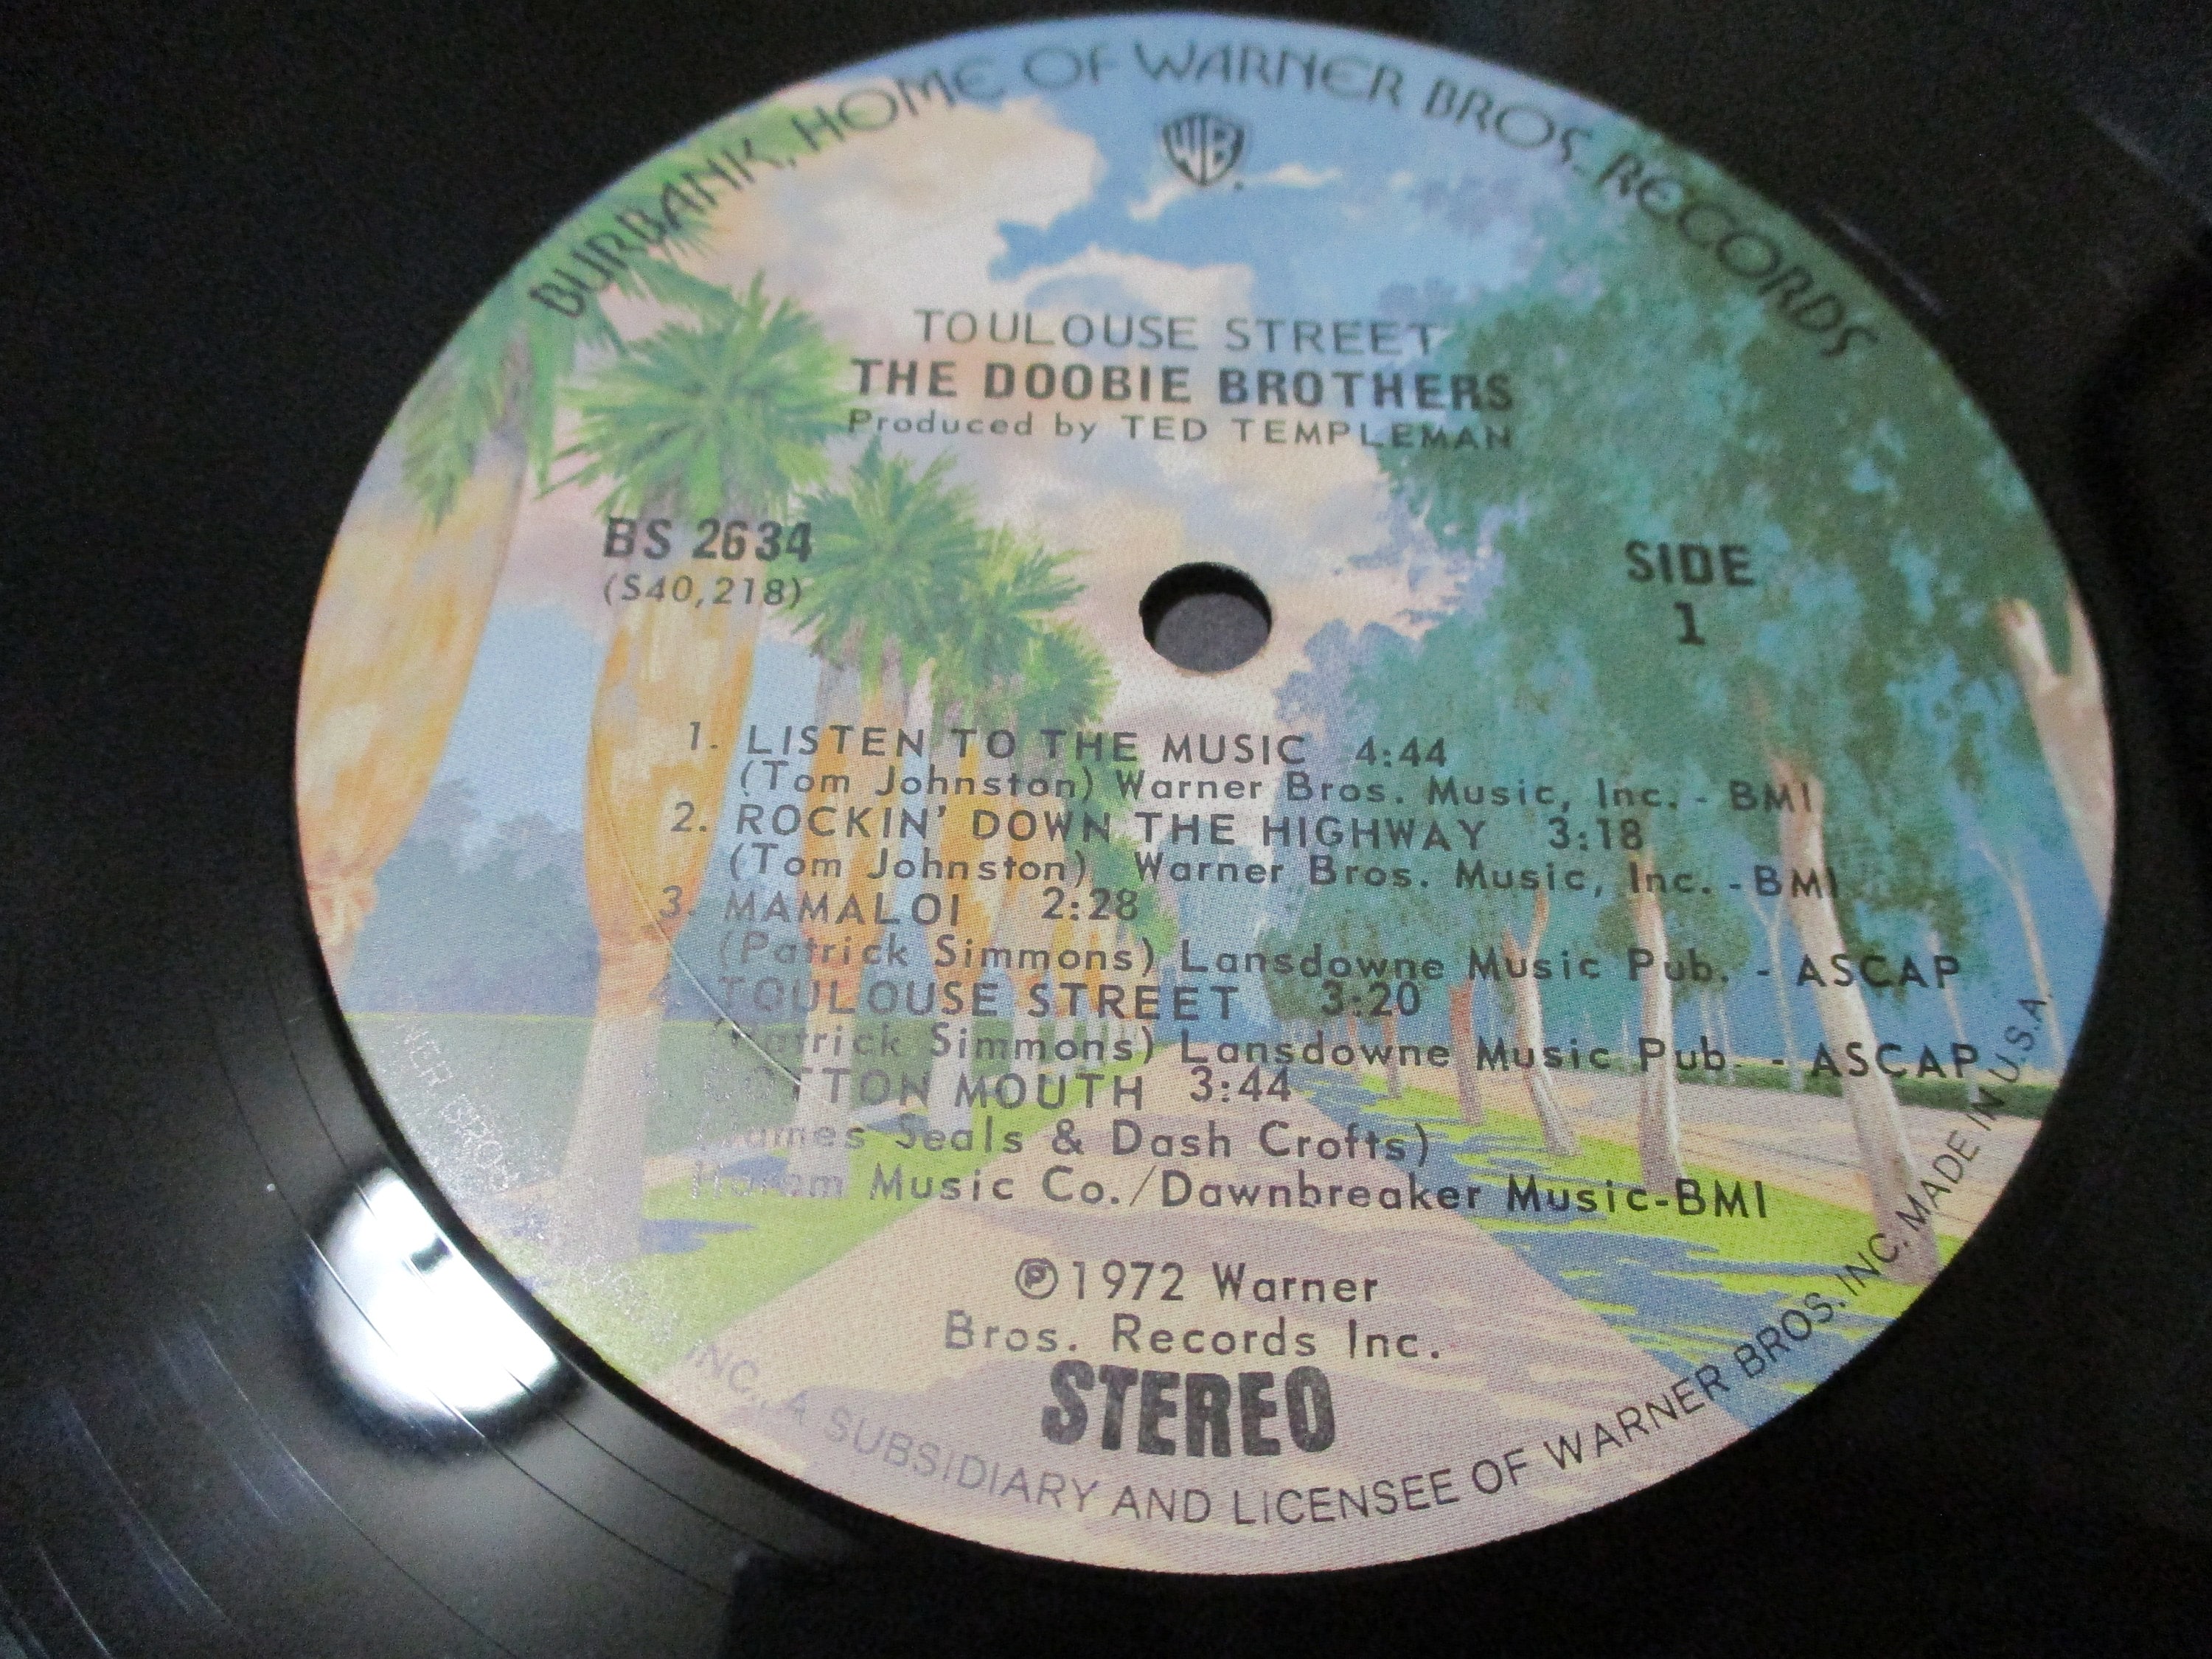 BURBANK, HOME OF WARNER BROS. RECORDS
WB
TOULOUSE STREET
THE DOOBIE BROTHERS
Produced by TED TEMPLEMAN
BS 2634
(S40,218)
SIDE
1
1. LISTEN TO THE MUSIC 4:44
(Tom Johnston) Warner Bros. Music, Inc. - BMI
2. ROCKIN' DOWN THE HIGHWAY 3:18
(Tom Johnston) Warner Bros. Music, Inc. - BMI
3. MAMALOI 2:28
(Patrick Simmons) Lansdowne Music Pub. - ASCAP
4. TOULOUSE STREET 3:20
(Patrick Simmons) Lansdowne Music Pub. - ASCAP
COTTON MOUTH 3:44
(James Seals & Dash Crofts)
Music Co./Dawnbreaker Music-BMI
℗1972 Warner
Bros. Records Inc.
STEREO
INC., A SUBSIDIARY AND LICENSEE OF WARNER BROS. INC. MADE IN U.S.A.